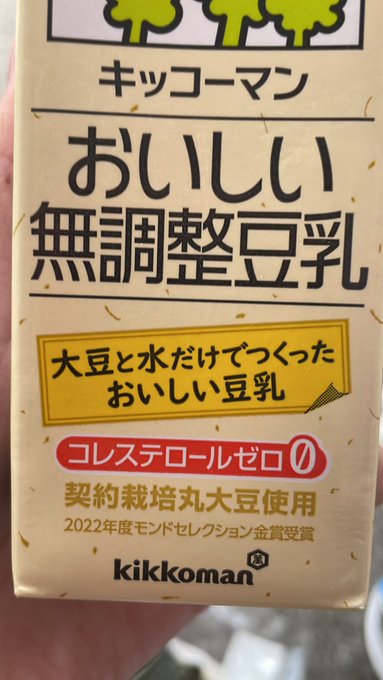 キッコーマン
おいしい
無調整豆乳
大豆と水だけでつくった
おいしい豆乳
コレステロールゼロ0
契約栽培丸大豆使用
2022年度モンドセレクション金賞受賞
kikkoman